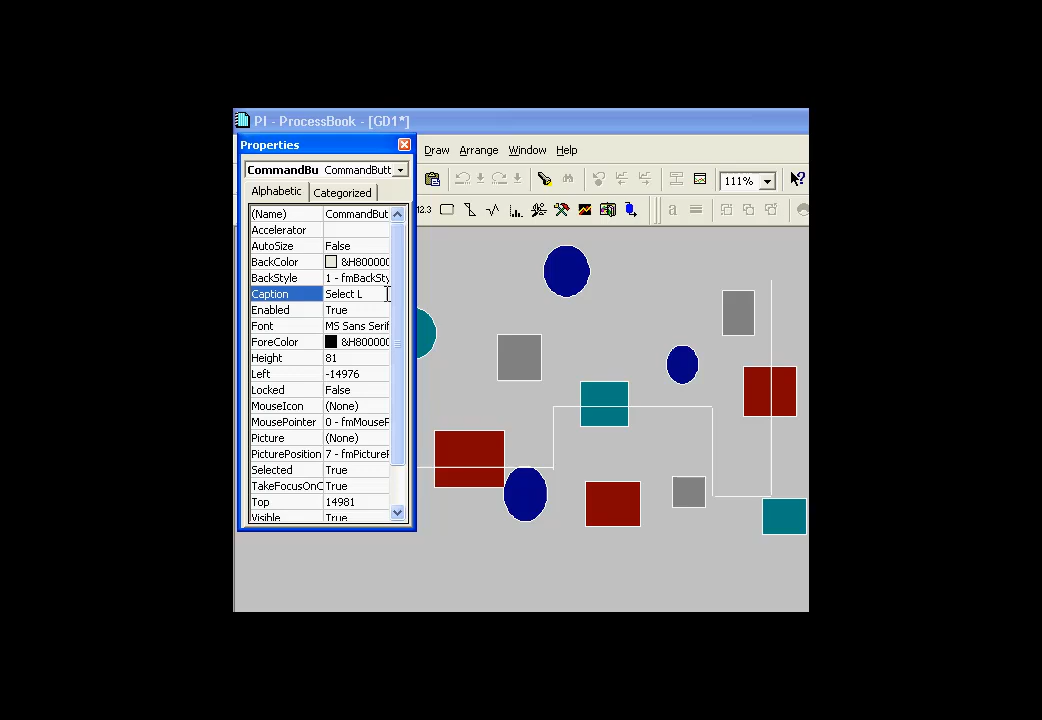 PI - ProcessBook - [GD1*]
Properties
Draw Arrange Window Help
CommandBu CommandButt
111%
Alphabetic Categorized
(Name) CommandBut
Accelerator
AutoSize False
BackColor &H800000
BackStyle 1 - fmBackSty
Caption Select L
Enabled True
Font MS Sans Serif
ForeColor &H800000
Height 81
Left -14976
Locked False
MouseIcon (None)
MousePointer 0 - fmMouseP
Picture (None)
PicturePosition 7 - fmPictureP
Selected True
TakeFocusOnC True
Top 14981
Visible True